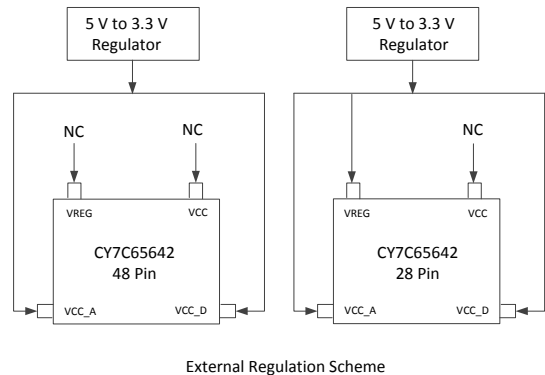 5 V to 3.3 V
Regulator
NC
NC
VREG
VCC
CY7C65642
48 Pin
VCC_A
VCC_D
5 V to 3.3 V
Regulator
NC
VREG
VCC
CY7C65642
28 Pin
VCC_A
VCC_D
External Regulation Scheme